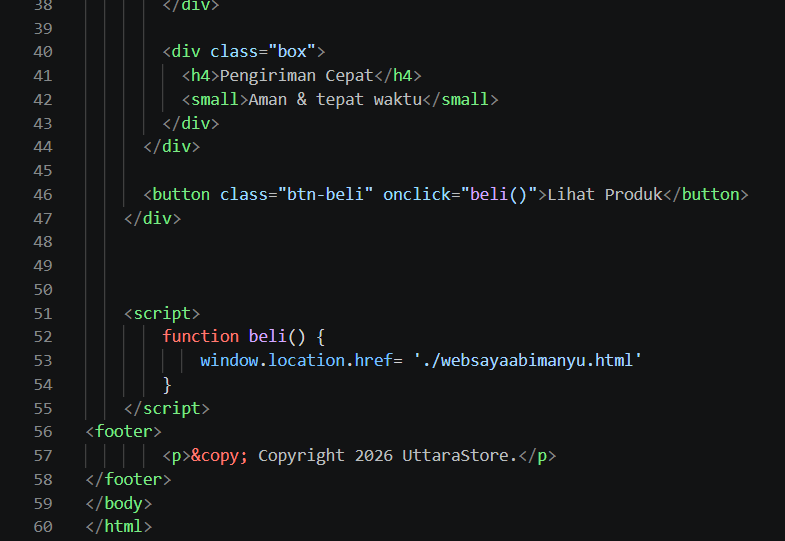 38 </div>
39
40 <div class="box">
41 <h4>Pengiriman Cepat</h4>
42 <small>Aman & tepat waktu</small>
43 </div>
44 </div>
45
46 <button class="btn-beli" onclick="beli()">Lihat Produk</button>
47 </div>
48
49
50
51 <script>
52 function beli() {
53 window.location.href= './websayaabimanyu.html'
54 }
55 </script>
56 <footer>
57 <p>&copy; Copyright 2026 UttaraStore.</p>
58 </footer>
59 </body>
60 </html>